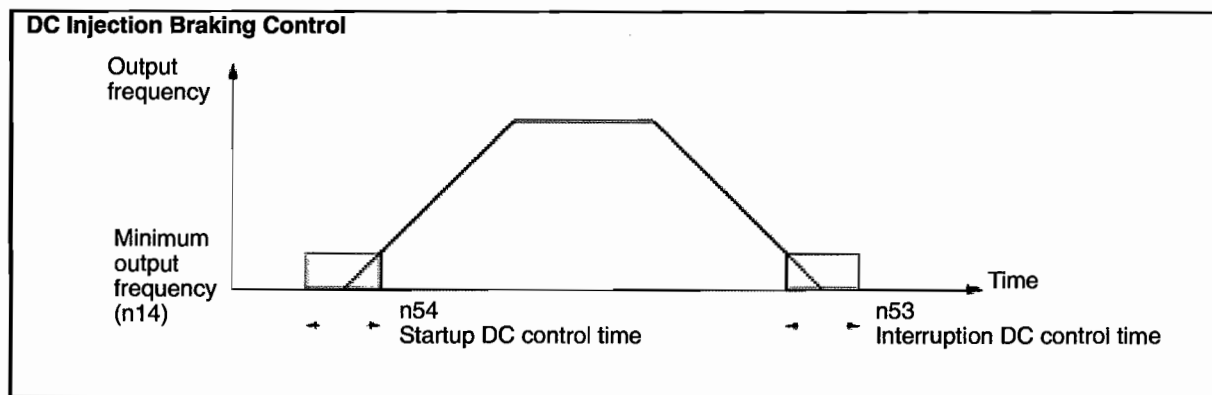 DC Injection Braking Control
Output
frequency
Minimum
output
frequency
(n14)
Time
n54
Startup DC control time
n53
Interruption DC control time